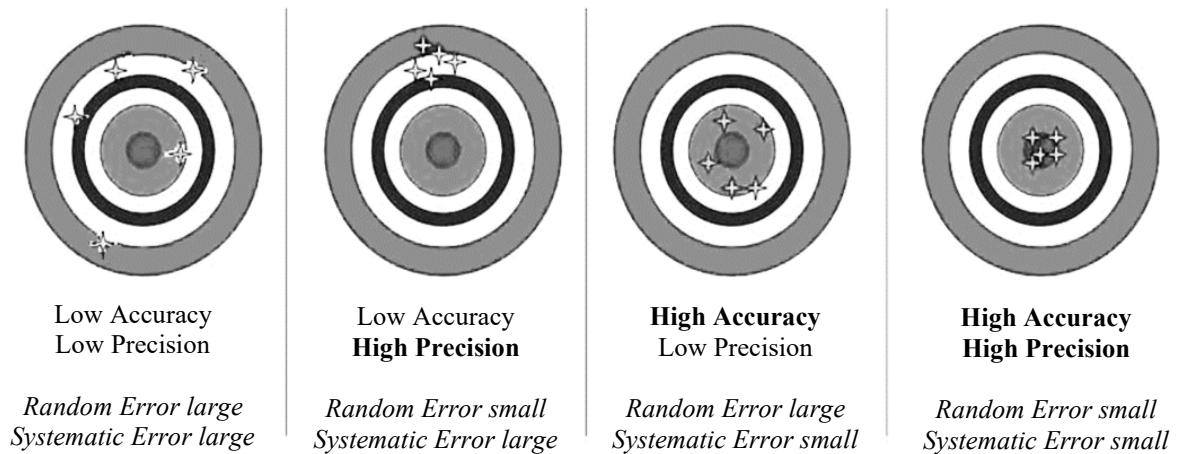 Low Accuracy
Low Precision
Random Error large
Systematic Error large
Low Accuracy
High Precision
Random Error small
Systematic Error large
High Accuracy
Low Precision
Random Error large
Systematic Error small
High Accuracy
High Precision
Random Error small
Systematic Error small